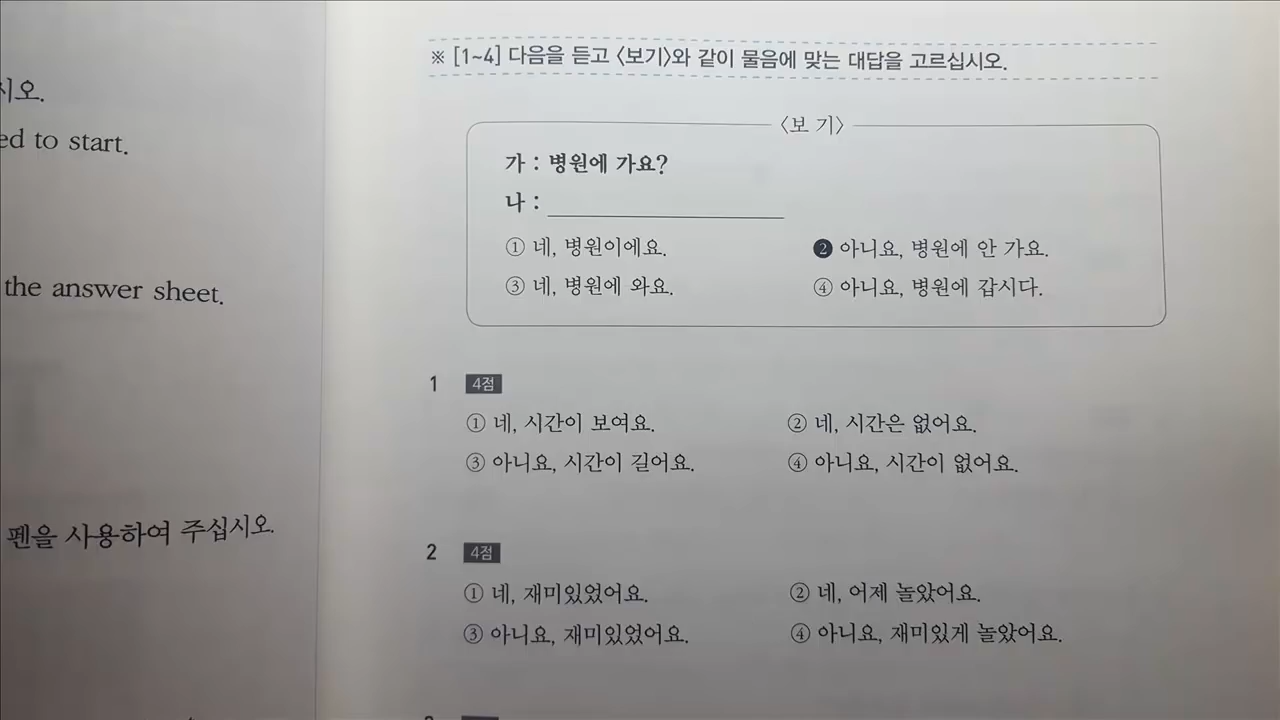 시오.
ed to start.
the answer sheet.
펜을 사용하여 주십시오.
※ [1~4] 다음을 듣고 〈보기〉와 같이 물음에 맞는 대답을 고르십시오.
〈보 기〉
가 : 병원에 가요?
나 :
① 네, 병원이에요. ❷ 아니요, 병원에 안 가요.
③ 네, 병원에 와요. ④ 아니요, 병원에 갑시다.
1 4점
① 네, 시간이 보여요. ② 네, 시간은 없어요.
③ 아니요, 시간이 길어요. ④ 아니요, 시간이 없어요.
2 4점
① 네, 재미있었어요. ② 네, 어제 놀았어요.
③ 아니요, 재미있었어요. ④ 아니요, 재미있게 놀았어요.